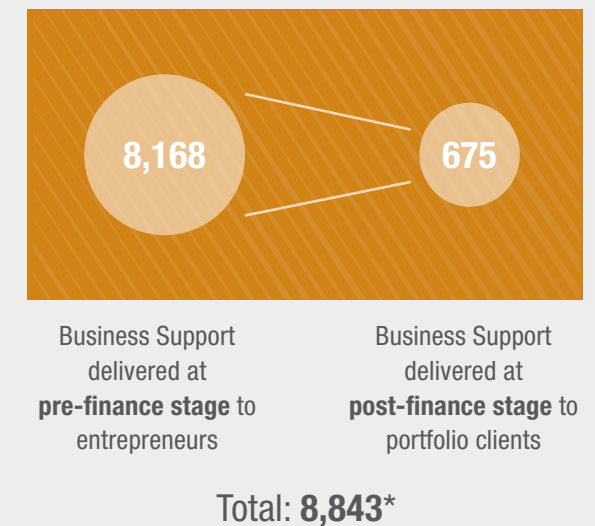 8,168
675
Business Support
delivered at
pre-finance stage to
entrepreneurs
Business Support
delivered at
post-finance stage to
portfolio clients
Total: 8,843*